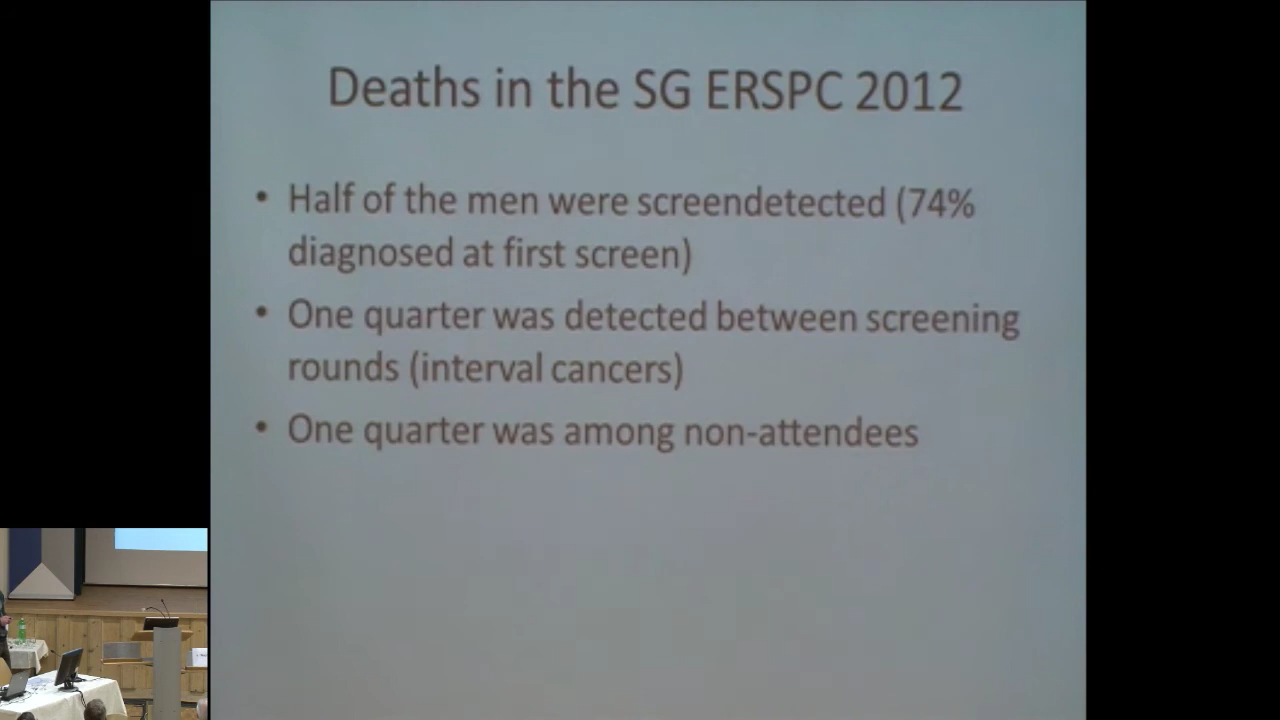 Deaths in the SG ERSPC 2012
• Half of the men were screendetected (74%
diagnosed at first screen)
• One quarter was detected between screening
rounds (interval cancers)
• One quarter was among non-attendees